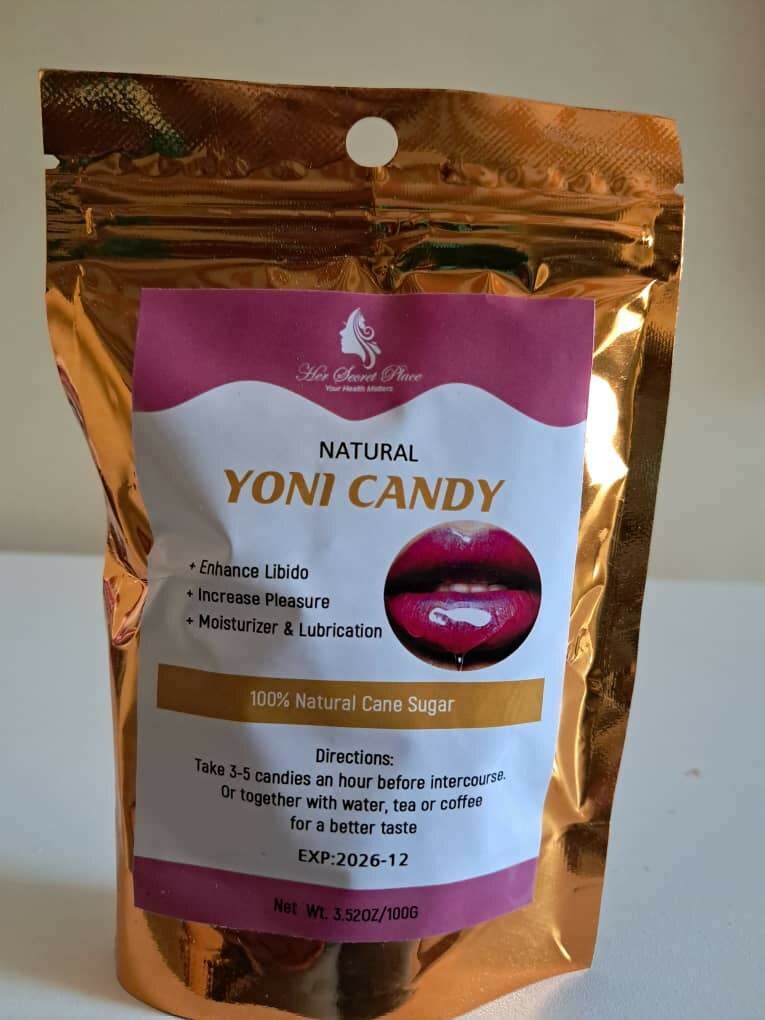 Her Secret Place
Your Health Matters
NATURAL
YONI CANDY
+ Enhance Libido
+ Increase Pleasure
+ Moisturizer & Lubrication
100% Natural Cane Sugar
Directions:
Take 3-5 candies an hour before intercourse.
Or together with water, tea or coffee
for a better taste
EXP:2026-12
Net Wt. 3.52OZ/100G